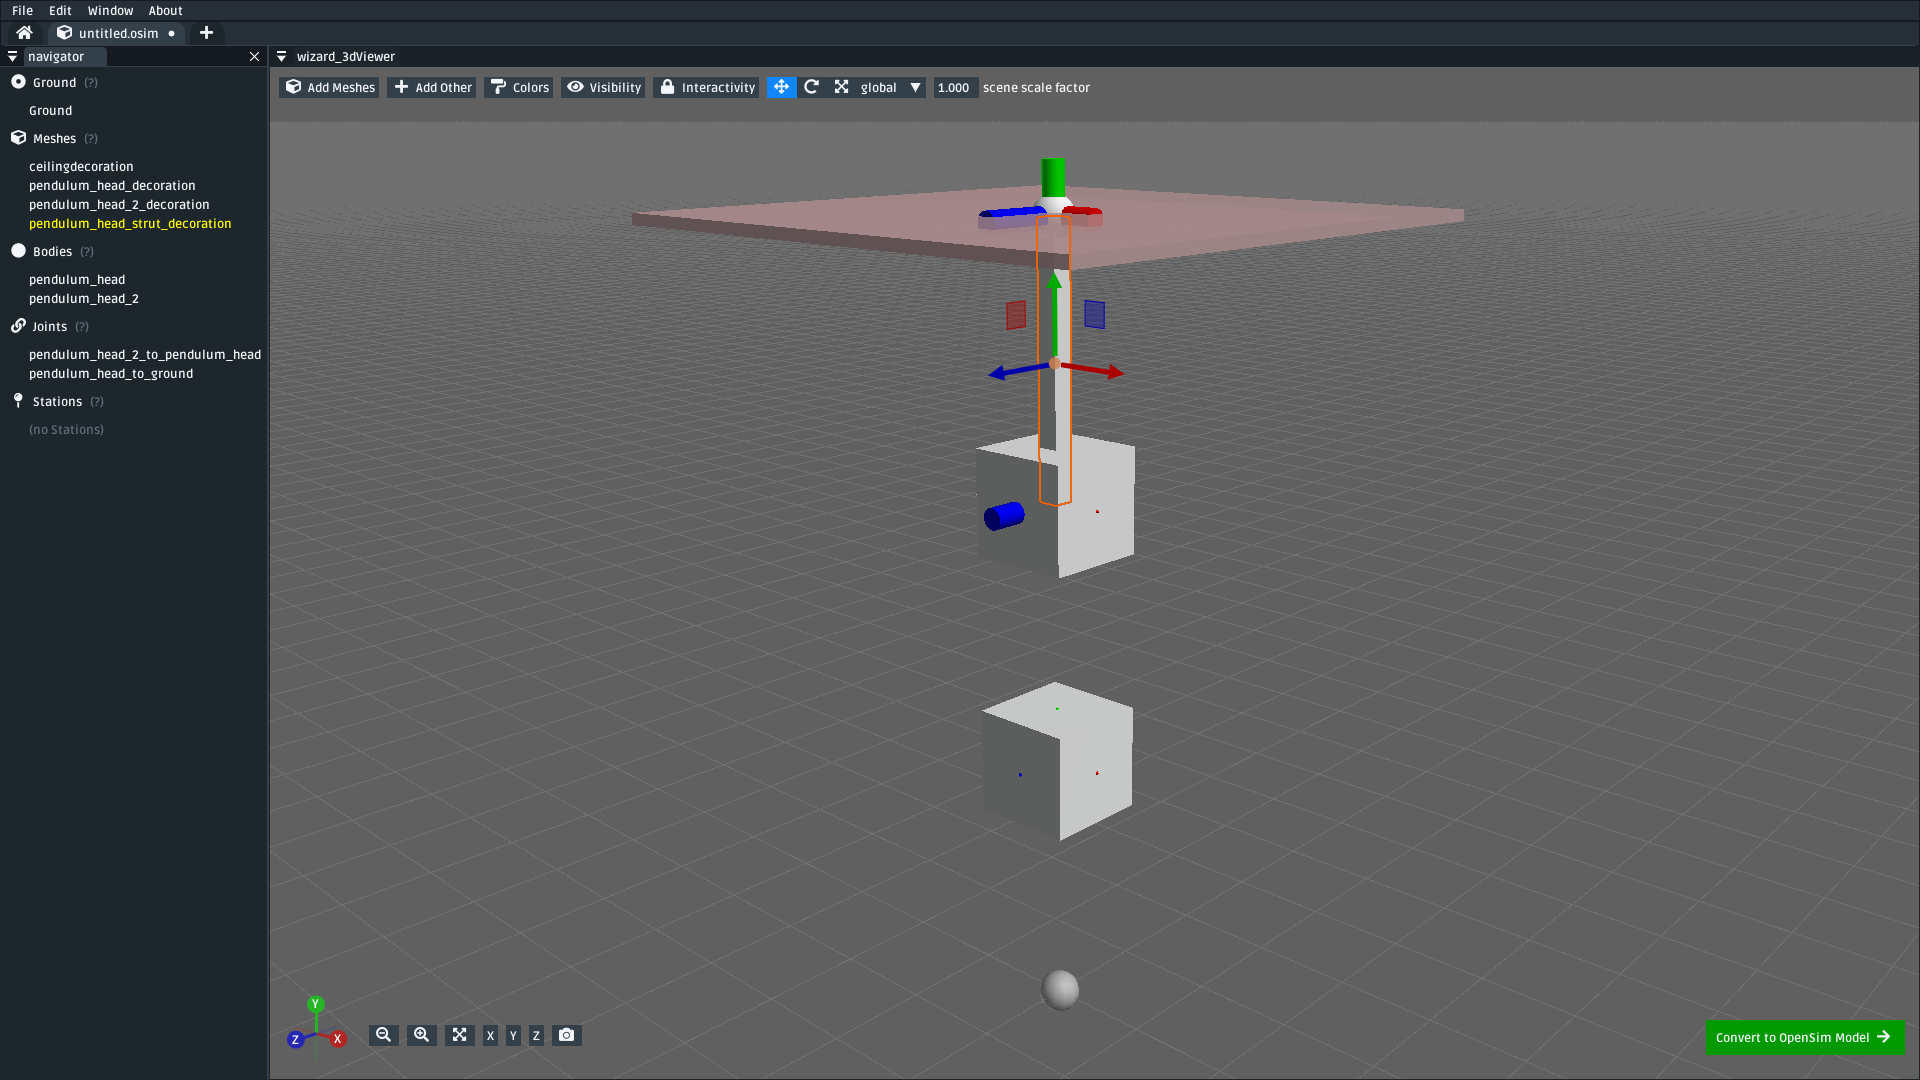 File Edit Window About
untitled.osim
navigator
wizard_3dViewer
Add Meshes Add Other Colors Visibility Interactivity global 1.000 scene scale factor
Ground (?)
Ground
Meshes (?)
ceilingdecoration
pendulum_head_decoration
pendulum_head_2_decoration
pendulum_head_strut_decoration
Bodies (?)
pendulum_head
pendulum_head_2
Joints (?)
pendulum_head_2_to_pendulum_head
pendulum_head_to_ground
Stations (?)
(no Stations)
Y
Z X
X Y Z
Convert to OpenSim Model